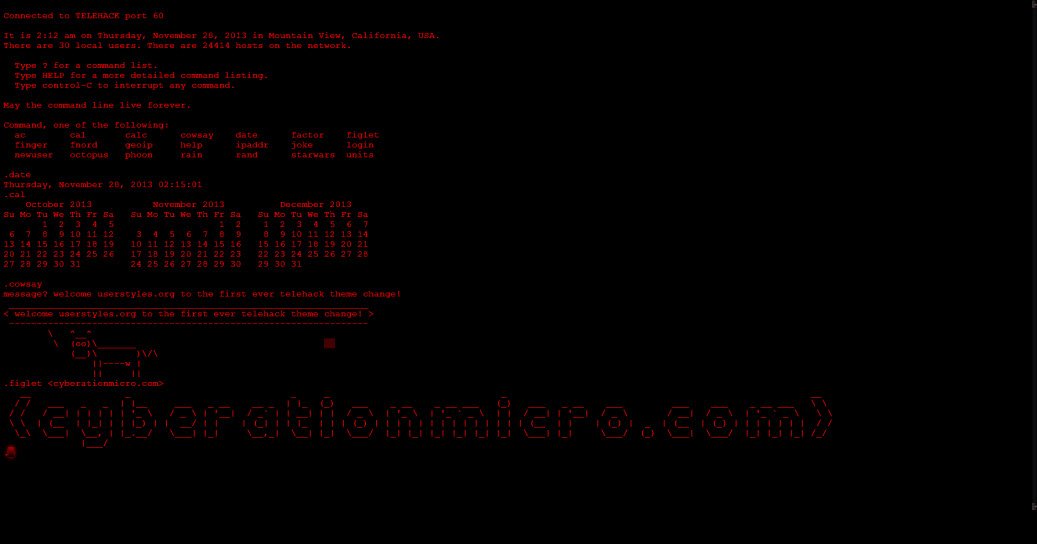 Connected to TELEHACK port 60
It is 2:12 am on Thursday, November 28, 2013 in Mountain View, California, USA.
There are 30 local users. There are 24414 hosts on the network.
Type ? for a command list.
Type HELP for a more detailed command listing.
Type control-C to interrupt any command.
May the command line live forever.
Command, one of the following:
ac cal calc cowsay date factor figlet
finger fnord geoip help ipaddr joke login
newuser octopus phoon rain rand starwars units
.date
Thursday, November 28, 2013 02:15:01
.cal
October 2013 November 2013 December 2013
Su Mo Tu We Th Fr Sa Su Mo Tu We Th Fr Sa Su Mo Tu We Th Fr Sa
1 2 3 4 5 1 2 1 2 3 4 5 6 7
6 7 8 9 10 11 12 3 4 5 6 7 8 9 8 9 10 11 12 13 14
13 14 15 16 17 18 19 10 11 12 13 14 15 16 15 16 17 18 19 20 21
20 21 22 23 24 25 26 17 18 19 20 21 22 23 22 23 24 25 26 27 28
27 28 29 30 31 24 25 26 27 28 29 30 29 30 31
.cowsay
message? welcome userstyles.org to the first ever telehack theme change!
< welcome userstyles.org to the first ever telehack theme change! >
.figlet <cyberationmicro.com>
<cyberationmicro.com>